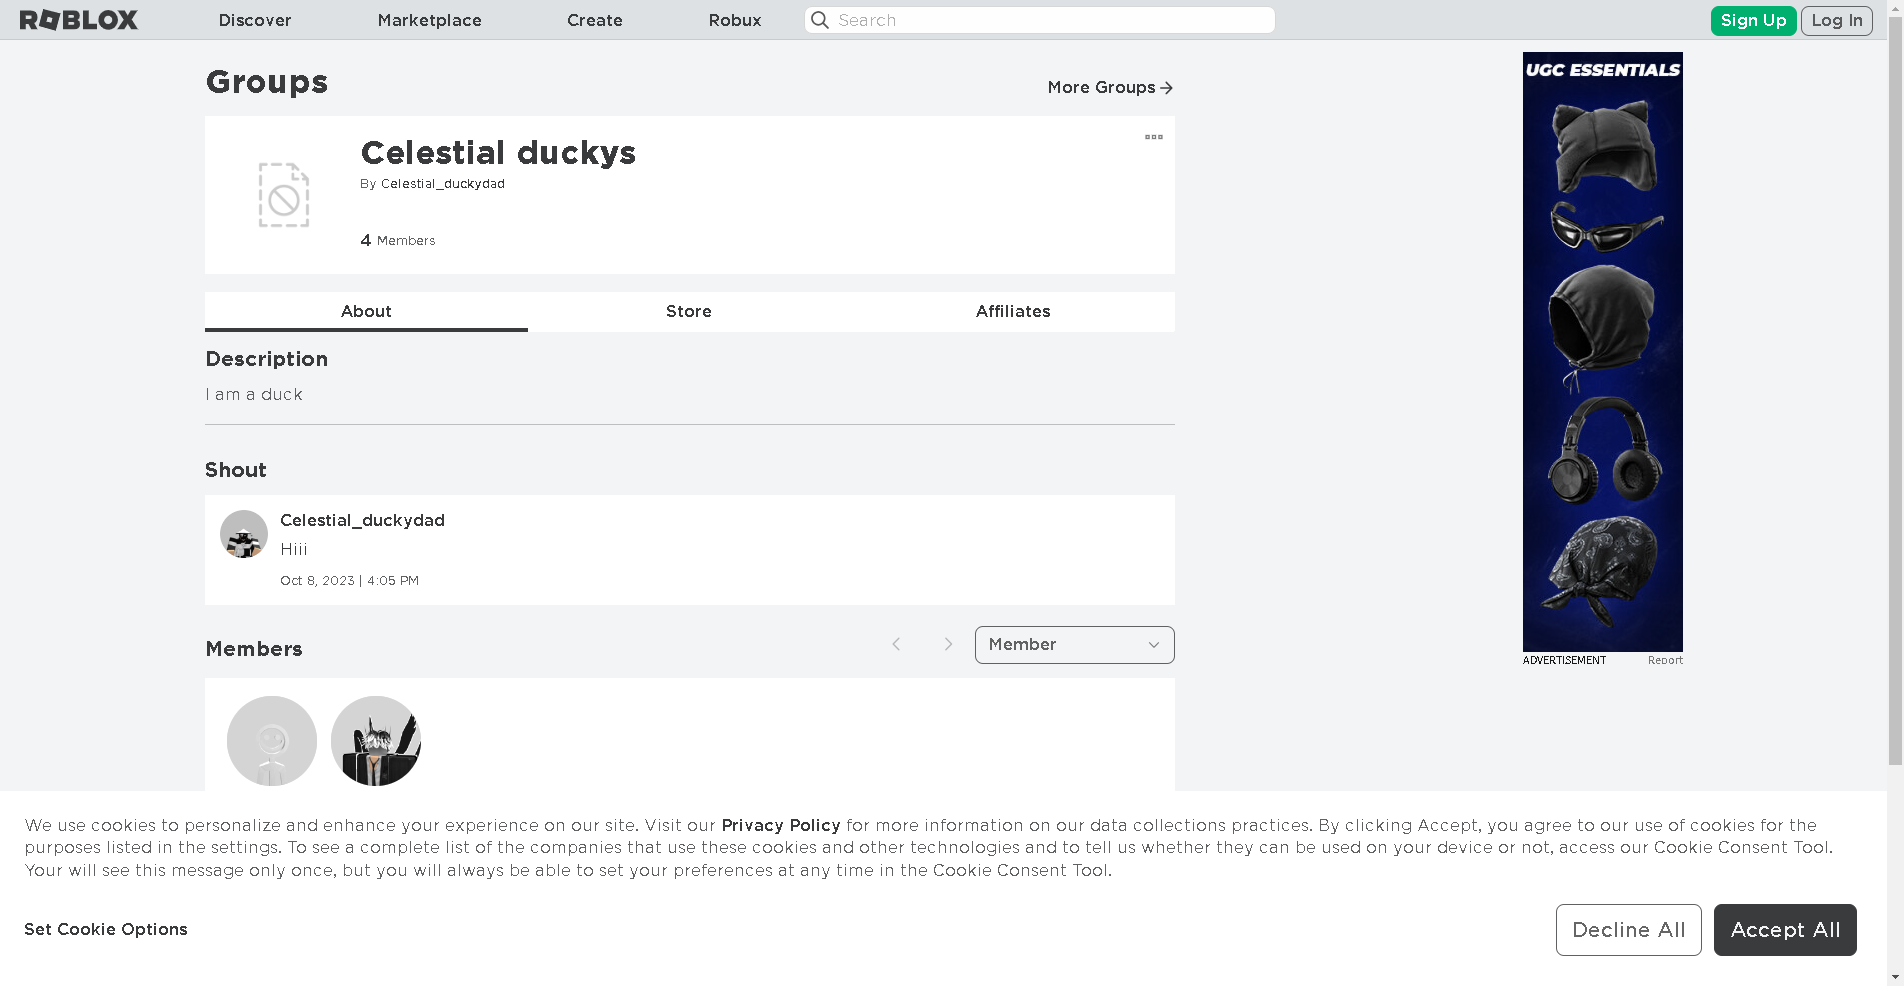 ROBLOX Discover Marketplace Create Robux Search Sign Up Log In
Groups
More Groups
Celestial duckys
By Celestial_duckydad
4 Members
About Store Affiliates
Description
I am a duck
Shout
Celestial_duckydad
Hiii
Oct 8, 2023 | 4:05 PM
Members
Member
UGC ESSENTIALS
ADVERTISEMENT Report
We use cookies to personalize and enhance your experience on our site. Visit our Privacy Policy for more information on our data collections practices. By clicking Accept, you agree to our use of cookies for the
purposes listed in the settings. To see a complete list of the companies that use these cookies and other technologies and to tell us whether they can be used on your device or not, access our Cookie Consent Tool.
Your will see this message only once, but you will always be able to set your preferences at any time in the Cookie Consent Tool.
Set Cookie Options
Decline All
Accept All